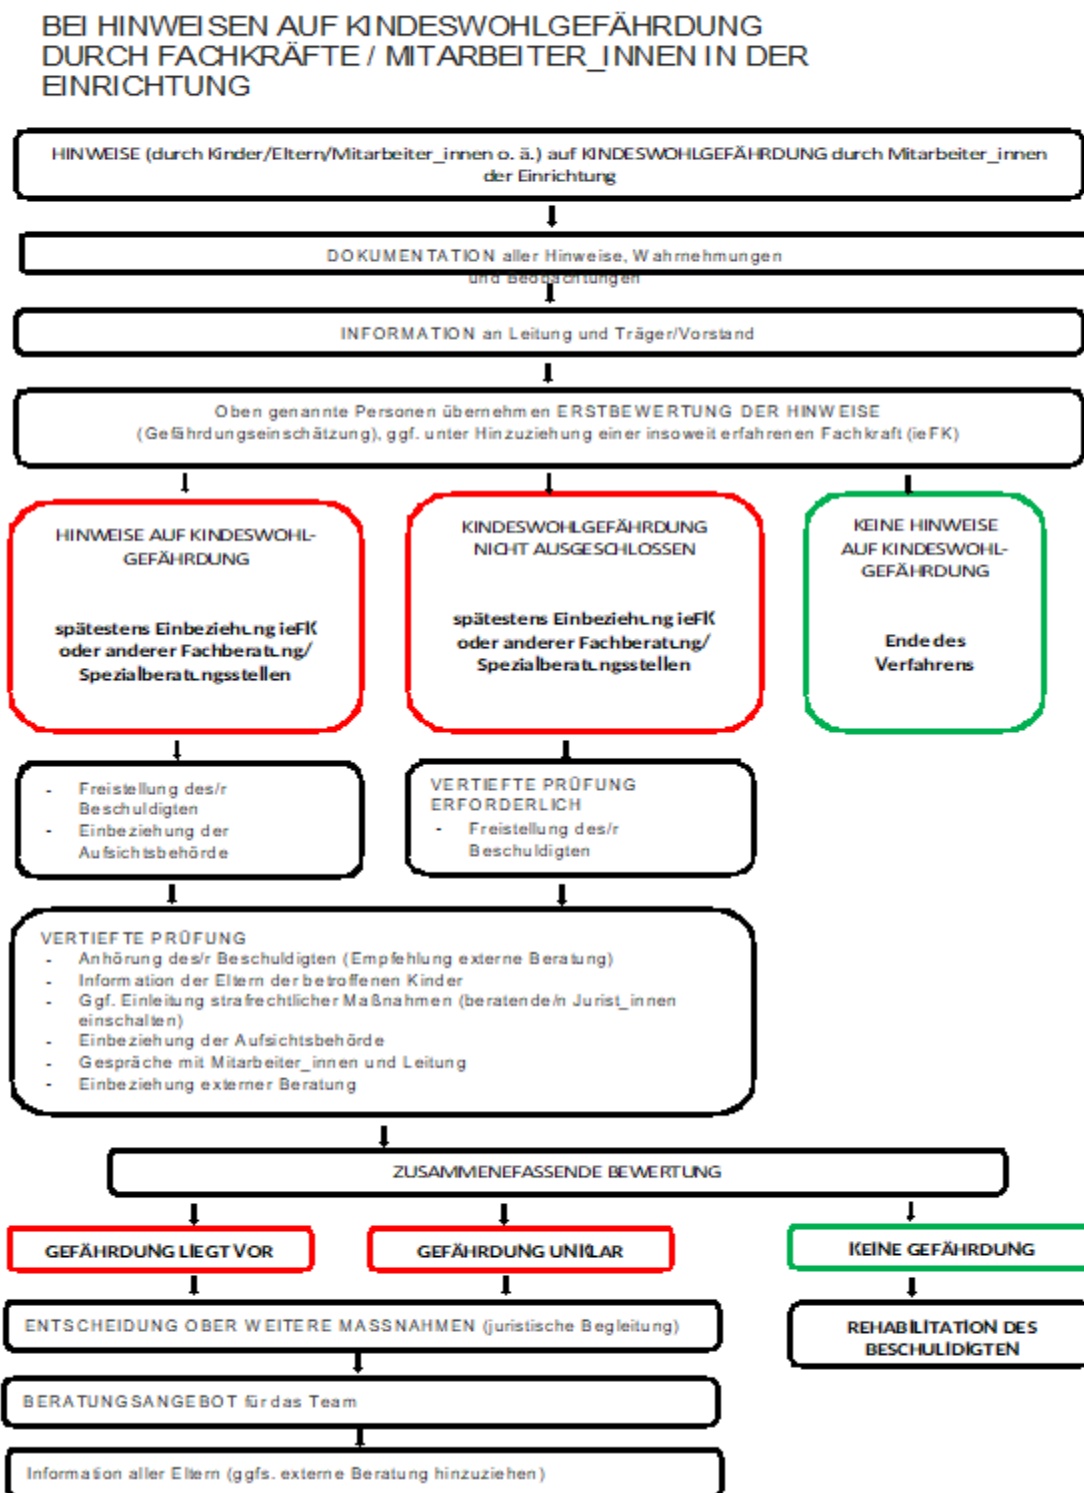 BEI HINWEISEN AUF KINDESWOHLGEFÄHRDUNG
DURCH FACHKRÄFTE / MITARBEITER_INNEN IN DER
EINRICHTUNG
HINWEISE (durch Kinder/Eltern/Mitarbeiter_innen o. ä.) auf KINDESWOHLGEFÄHRDUNG durch Mitarbeiter_innen
der Einrichtung
DOKUMENTATION aller Hinweise, Wahrnehmungen
und Beobachtungen
INFORMATION an Leitung und Träger/Vorstand
Oben genannte Personen übernehmen ERSTBEWERTUNG DER HINWEISE
(Gefährdungseinschätzung), ggf. unter Hinzuziehung einer insoweit erfahrenen Fachkraft (ieFK)
HINWEISE AUF KINDESWOHL-
GEFÄHRDUNG
spätestens Einbeziehung ieFK
oder anderer Fachberatung/
Spezialberatungsstellen
KINDESWOHLGEFÄHRDUNG
NICHT AUSGESCHLOSSEN
spätestens Einbeziehung ieFK
oder anderer Fachberatung/
Spezialberatungsstellen
KEINE HINWEISE
AUF KINDESWOHL-
GEFÄHRDUNG
Ende des
Verfahrens
- Freistellung des/r
Beschuldigten
- Einbeziehung der
Aufsichtsbehörde
VERTIEFTE PRÜFUNG
ERFORDERLICH
- Freistellung des/r
Beschuldigten
VERTIEFTE PRÜFUNG
- Anhörung des/r Beschuldigten (Empfehlung externe Beratung)
- Information der Eltern der betroffenen Kinder
- Ggf. Einleitung strafrechtlicher Maßnahmen (beratende/n Jurist_innen
einschalten)
- Einbeziehung der Aufsichtsbehörde
- Gespräche mit Mitarbeiter_innen und Leitung
- Einbeziehung externer Beratung
ZUSAMMENEFASSENDE BEWERTUNG
GEFÄHRDUNG LIEGT VOR
GEFÄHRDUNG UNKLAR
KEINE GEFÄHRDUNG
ENTSCHEIDUNG OBER WEITERE MASSNAHMEN (juristische Begleitung)
REHABILITATION DES
BESCHULIDIGTEN
BERATUNGSANGEBOT für das Team
Information aller Eltern (ggfs. externe Beratung hinzuziehen)